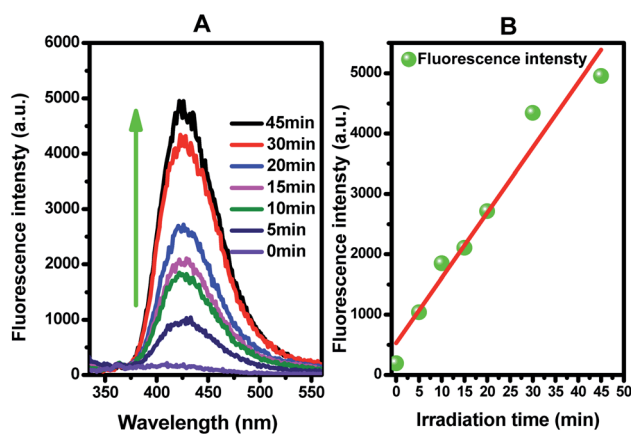 A
Fluorescence intensty (a.u.)
6000
5000
4000
3000
2000
1000
0
45min
30min
20min
15min
10min
5min
0min
350 400 450 500 550
Wavelength (nm)
B
Fluorescence intensty (a.u.)
Fluorescence intensty
5000
4000
3000
2000
1000
0
0 5 10 15 20 25 30 35 40 45 50
Irradiation time (min)